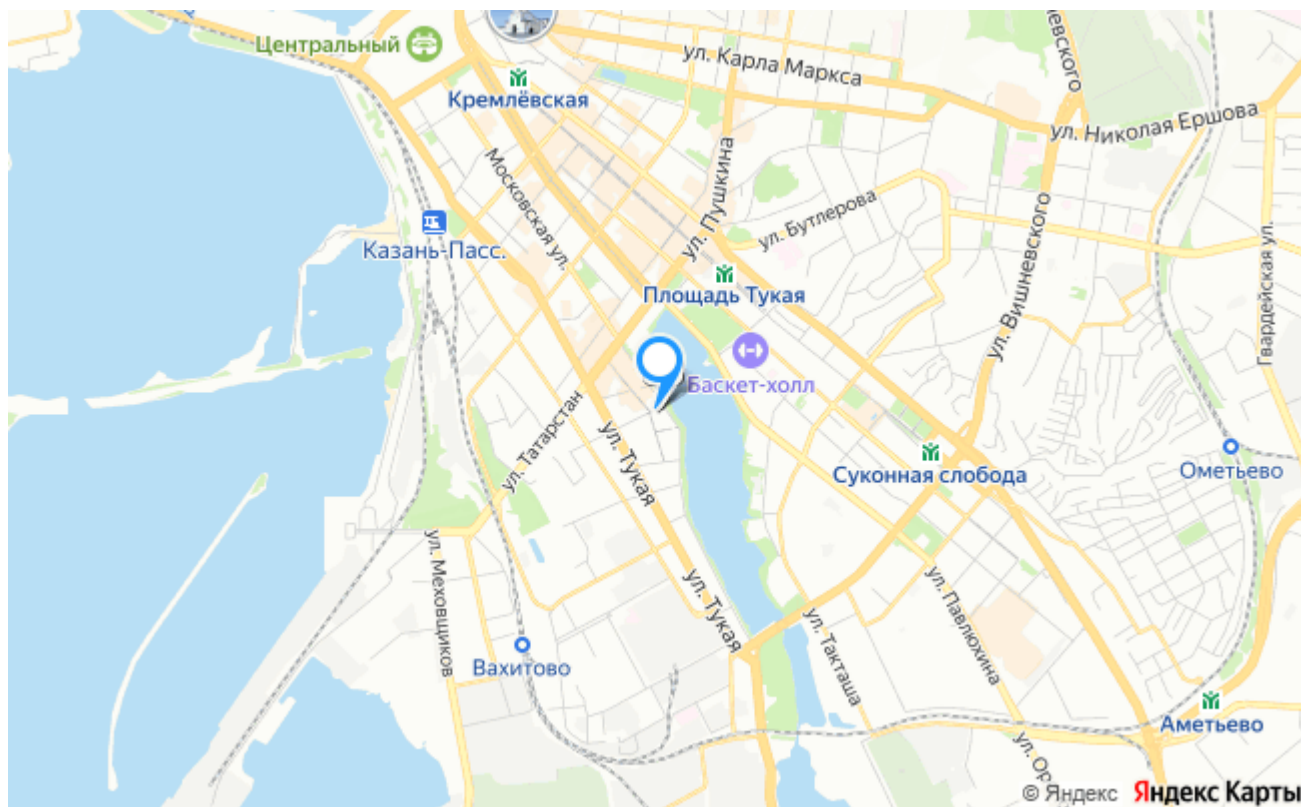 Центральный
ул. Карла Маркса
Кремлёвская
ул. Николая Ершова
Московская ул.
ул. Пушкина
ул. Бутлерова
Казань-Пасс.
Площадь Тукая
ул. Вишневского
Гвардейская ул.
Баскет-холл
ул. Татарстан
ул. Тукая
Суконная слобода
Ометьево
ул. Меховщиков
ул. Тукая
ул. Павлюхина
ул. Такташа
Вахитово
Аметьево
ул. Ор
© Яндекс Яндекс Карты